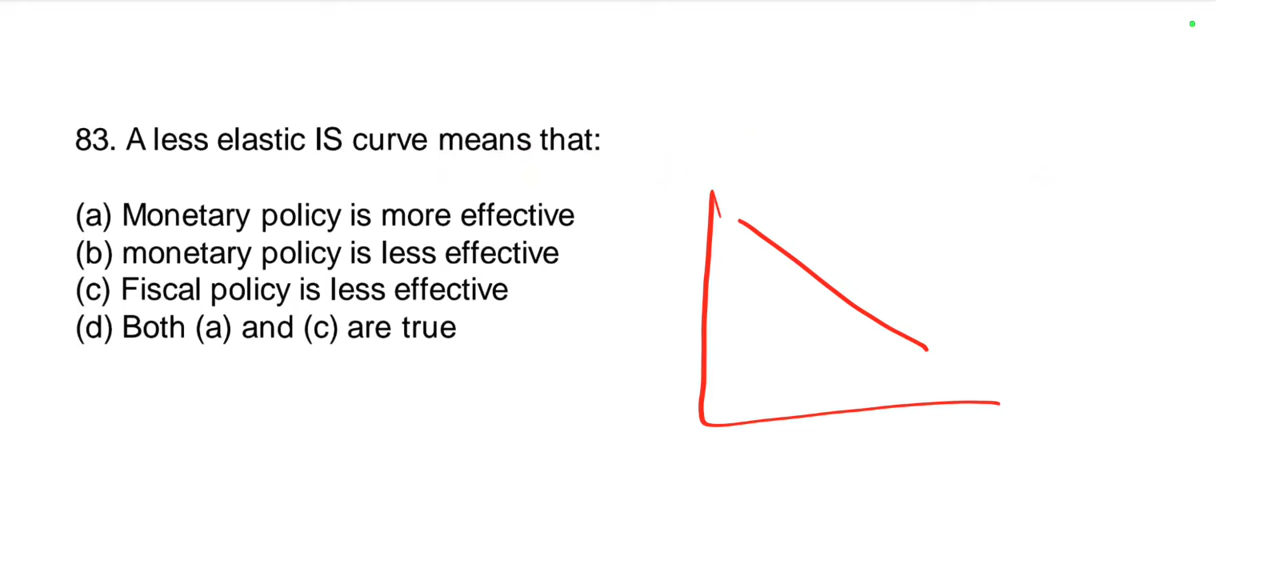 83. A less elastic IS curve means that:
(a) Monetary policy is more effective
(b) monetary policy is less effective
(c) Fiscal policy is less effective
(d) Both (a) and (c) are true